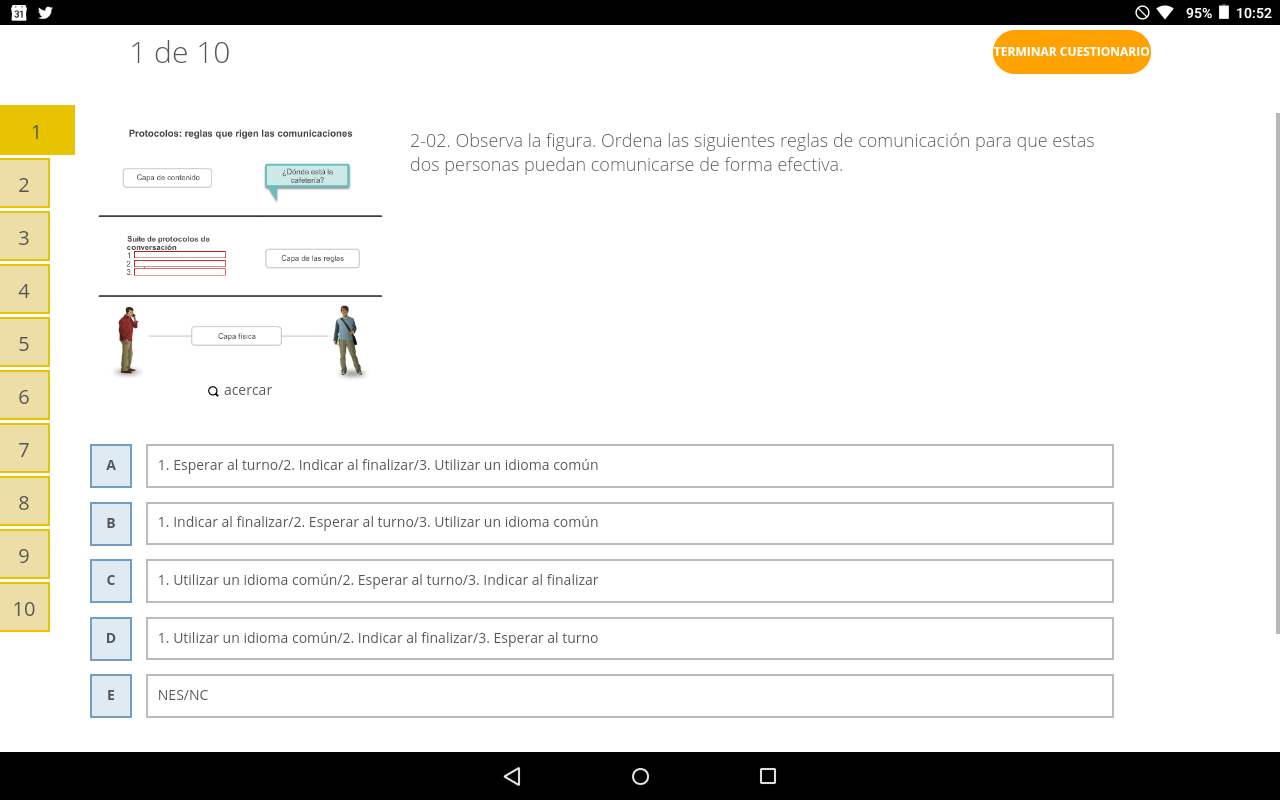 31
95% 10:52
1 de 10
TERMINAR CUESTIONARIO
1
2
3
4
5
6
7
8
9
10
Protocolos: reglas que rigen las comunicaciones
Capa de contenido
¿Dónde está la
cafetería?
Suite de protocolos de
conversación
1.
2.
3.
Capa de las reglas
Capa física
acercar
2-02. Observa la figura. Ordena las siguientes reglas de comunicación para que estas
dos personas puedan comunicarse de forma efectiva.
A 1. Esperar al turno/2. Indicar al finalizar/3. Utilizar un idioma común
B 1. Indicar al finalizar/2. Esperar al turno/3. Utilizar un idioma común
C 1. Utilizar un idioma común/2. Esperar al turno/3. Indicar al finalizar
D 1. Utilizar un idioma común/2. Indicar al finalizar/3. Esperar al turno
E NES/NC